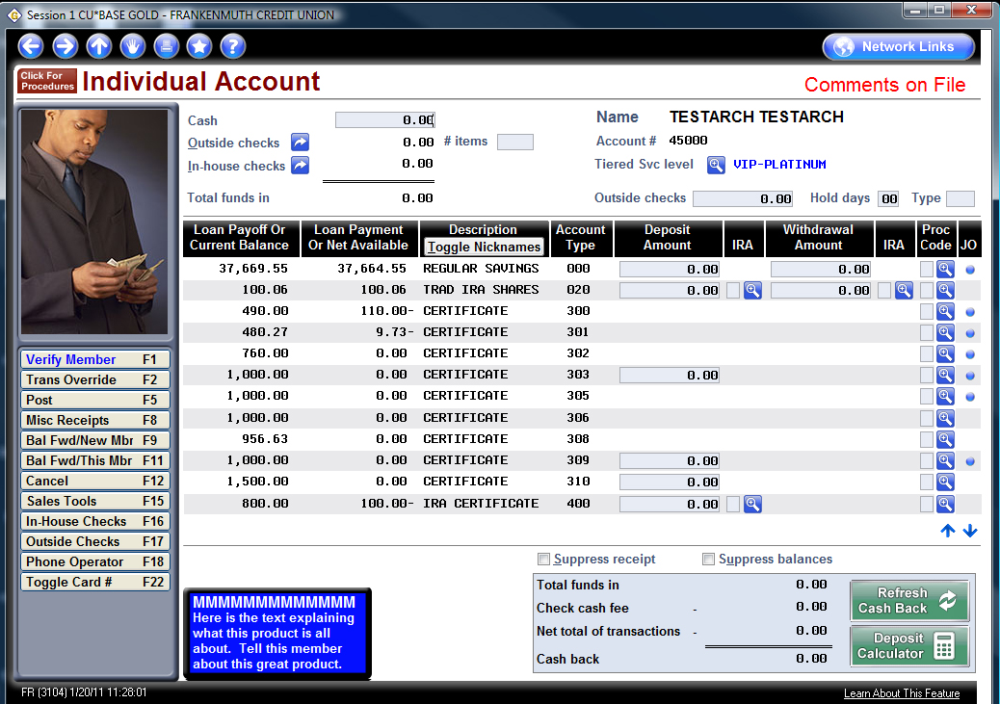 Session 1 CU*BASE GOLD - FRANKENMUTH CREDIT UNION
Network Links
Click For
Procedures
Individual Account
Comments on File
Cash 0.00
Outside checks 0.00 # items
In-house checks 0.00
Total funds in 0.00
Name TESTARCH TESTARCH
Account # 45000
Tiered Svc level VIP-PLATINUM
Outside checks 0.00 Hold days 00 Type
Loan Payoff Or Loan Payment Description Account Deposit Withdrawal Proc
Current Balance Or Net Available Toggle Nicknames Type Amount IRA Amount IRA Code JO
37,669.55 37,664.55 REGULAR SAVINGS 000 0.00 0.00
100.06 100.06 TRAD IRA SHARES 020 0.00 0.00
490.00 110.00- CERTIFICATE 300
480.27 9.73- CERTIFICATE 301
760.00 0.00 CERTIFICATE 302
1,000.00 0.00 CERTIFICATE 303 0.00
1,000.00 0.00 CERTIFICATE 305
1,000.00 0.00 CERTIFICATE 306
956.63 0.00 CERTIFICATE 308
1,000.00 0.00 CERTIFICATE 309 0.00
1,500.00 0.00 CERTIFICATE 310 0.00
800.00 100.00- IRA CERTIFICATE 400 0.00
Verify Member F1
Trans Override F2
Post F5
Misc Receipts F8
Bal Fwd/New Mbr F9
Bal Fwd/This Mbr F11
Cancel F12
Sales Tools F15
In-House Checks F16
Outside Checks F17
Phone Operator F18
Toggle Card # F22
MMMMMMMMMMMMM
Here is the text explaining
what this product is all
about. Tell this member
about this great product.
Suppress receipt Suppress balances
Total funds in 0.00
Check cash fee - 0.00
Net total of transactions - 0.00
Cash back 0.00
Refresh
Cash Back
Deposit
Calculator
FR (3104) 1/20/11 11:28:01
Learn About This Feature